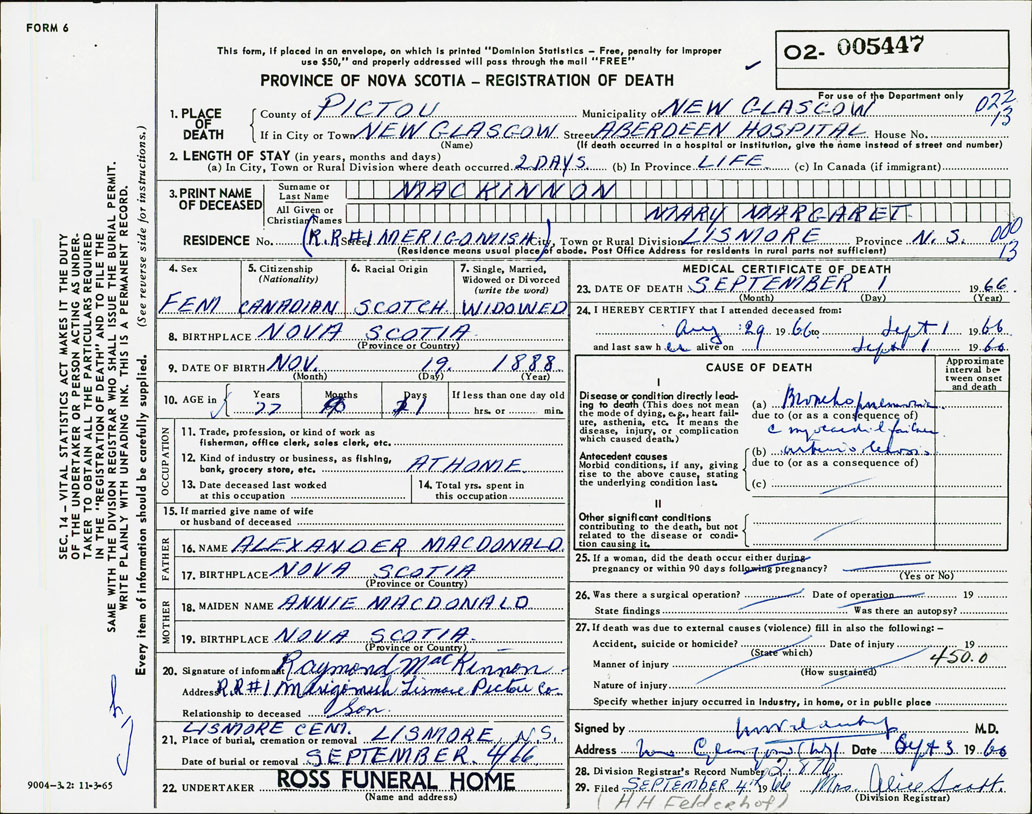 FORM 6
This form, if placed in an envelope, on which is printed "Dominion Statistics – Free, penalty for improper
use $50," and properly addressed will pass through the mail "FREE"
PROVINCE OF NOVA SCOTIA – REGISTRATION OF DEATH
02- 005447
For use of the Department only
022
13
1. PLACE OF DEATH
County of PICTOU Municipality of NEW GLASGOW
If in City or Town NEW GLASGOW Street ABERDEEN HOSPITAL House No.
(Name) (If death occurred in a hospital or institution, give the name instead of street and number)
2. LENGTH OF STAY (in years, months and days)
(a) In City, Town or Rural Division where death occurred 2 DAYS (b) In Province LIFE (c) In Canada (if immigrant)
3. PRINT NAME OF DECEASED
Surname or Last Name MACKINNON
All Given or Christian Names MARY MARGARET
RESIDENCE No. (R.R#1 MERIGOMISH) Street City, Town or Rural Division LISMORE Province N.S. 000
13
(Residence means usual place of abode. Post Office Address for residents in rural parts not sufficient)
4. Sex
FEM
5. Citizenship (Nationality)
CANADIAN
6. Racial Origin
SCOTCH
7. Single, Married, Widowed or Divorced (write the word)
WIDOWED
8. BIRTHPLACE NOVA SCOTIA
(Province or Country)
9. DATE OF BIRTH NOV. 19. 1888
(Month) (Day) (Year)
10. AGE in Years Months Days If less than one day old
77 hrs. or min.
OCCUPATION
11. Trade, profession, or kind of work as fisherman, office clerk, sales clerk, etc.
12. Kind of industry or business, as fishing, bank, grocery store, etc. AT HOME
13. Date deceased last worked at this occupation
14. Total yrs. spent in this occupation
15. If married give name of wife or husband of deceased
FATHER
16. NAME ALEXANDER MACDONALD
17. BIRTHPLACE NOVA SCOTIA
(Province or Country)
MOTHER
18. MAIDEN NAME ANNIE MACDONALD
19. BIRTHPLACE NOVA SCOTIA
(Province or Country)
20. Signature of informant Raymond MacKinnon
Address R.R#1 Merigomish Lismore Pictou Co.
Relationship to deceased Son.
LISMORE CEM.
21. Place of burial, cremation or removal LISMORE, N.S.
Date of burial or removal SEPTEMBER. 4/66
22. UNDERTAKER ROSS FUNERAL HOME
(Name and address)
MEDICAL CERTIFICATE OF DEATH
23. DATE OF DEATH SEPTEMBER 1 1966
(Month) (Day) (Year)
24. I HEREBY CERTIFY that I attended deceased from:
Aug 29 1966 to Sept 1 1966
and last saw her alive on Sept 1 1966
CAUSE OF DEATH
Approximate interval between onset and death
I
Disease or condition directly leading to death (This does not mean the mode of dying, e.g., heart failure, asthenia, etc. It means the disease, injury, or complication which caused death.)
(a) Bronchopneumonia
due to (or as a consequence of)
c myocardial failure
Antecedent causes
Morbid conditions, if any, giving rise to the above cause, stating the underlying condition last.
(b) arteriosclerosis
due to (or as a consequence of)
(c)
II
Other significant conditions contributing to the death, but not related to the disease or condition causing it.
25. If a woman, did the death occur either during pregnancy or within 90 days following pregnancy?
(Yes or No)
26. Was there a surgical operation? Date of operation 19
State findings Was there an autopsy?
27. If death was due to external causes (violence) fill in also the following:–
Accident, suicide or homicide? Date of injury 19
(State which) 450.0
Manner of injury
(How sustained)
Nature of injury
Specify whether injury occurred in industry, in home, or in public place
Signed by M.D.
Address New Glasgow (NS) Date Sept 3 1966
28. Division Registrar's Record Number
29. Filed SEPTEMBER 4th 1966 Mrs. Alice Scott.
(Division Registrar)
(HH Felderhof)
SEC. 14 – VITAL STATISTICS ACT MAKES IT THE DUTY
OF THE UNDERTAKER OR PERSON ACTING AS UNDER-
TAKER TO OBTAIN ALL THE PARTICULARS REQUIRED
IN THE "REGISTRATION OF DEATH" AND TO FILE THE
SAME WITH THE DIVISION REGISTRAR WHO SHALL ISSUE THE BURIAL PERMIT.
WRITE PLAINLY WITH UNFADING INK. THIS IS A PERMANENT RECORD.
Every item of information should be carefully supplied. (See reverse side for instructions.)
9004-3.2: 11-3-65